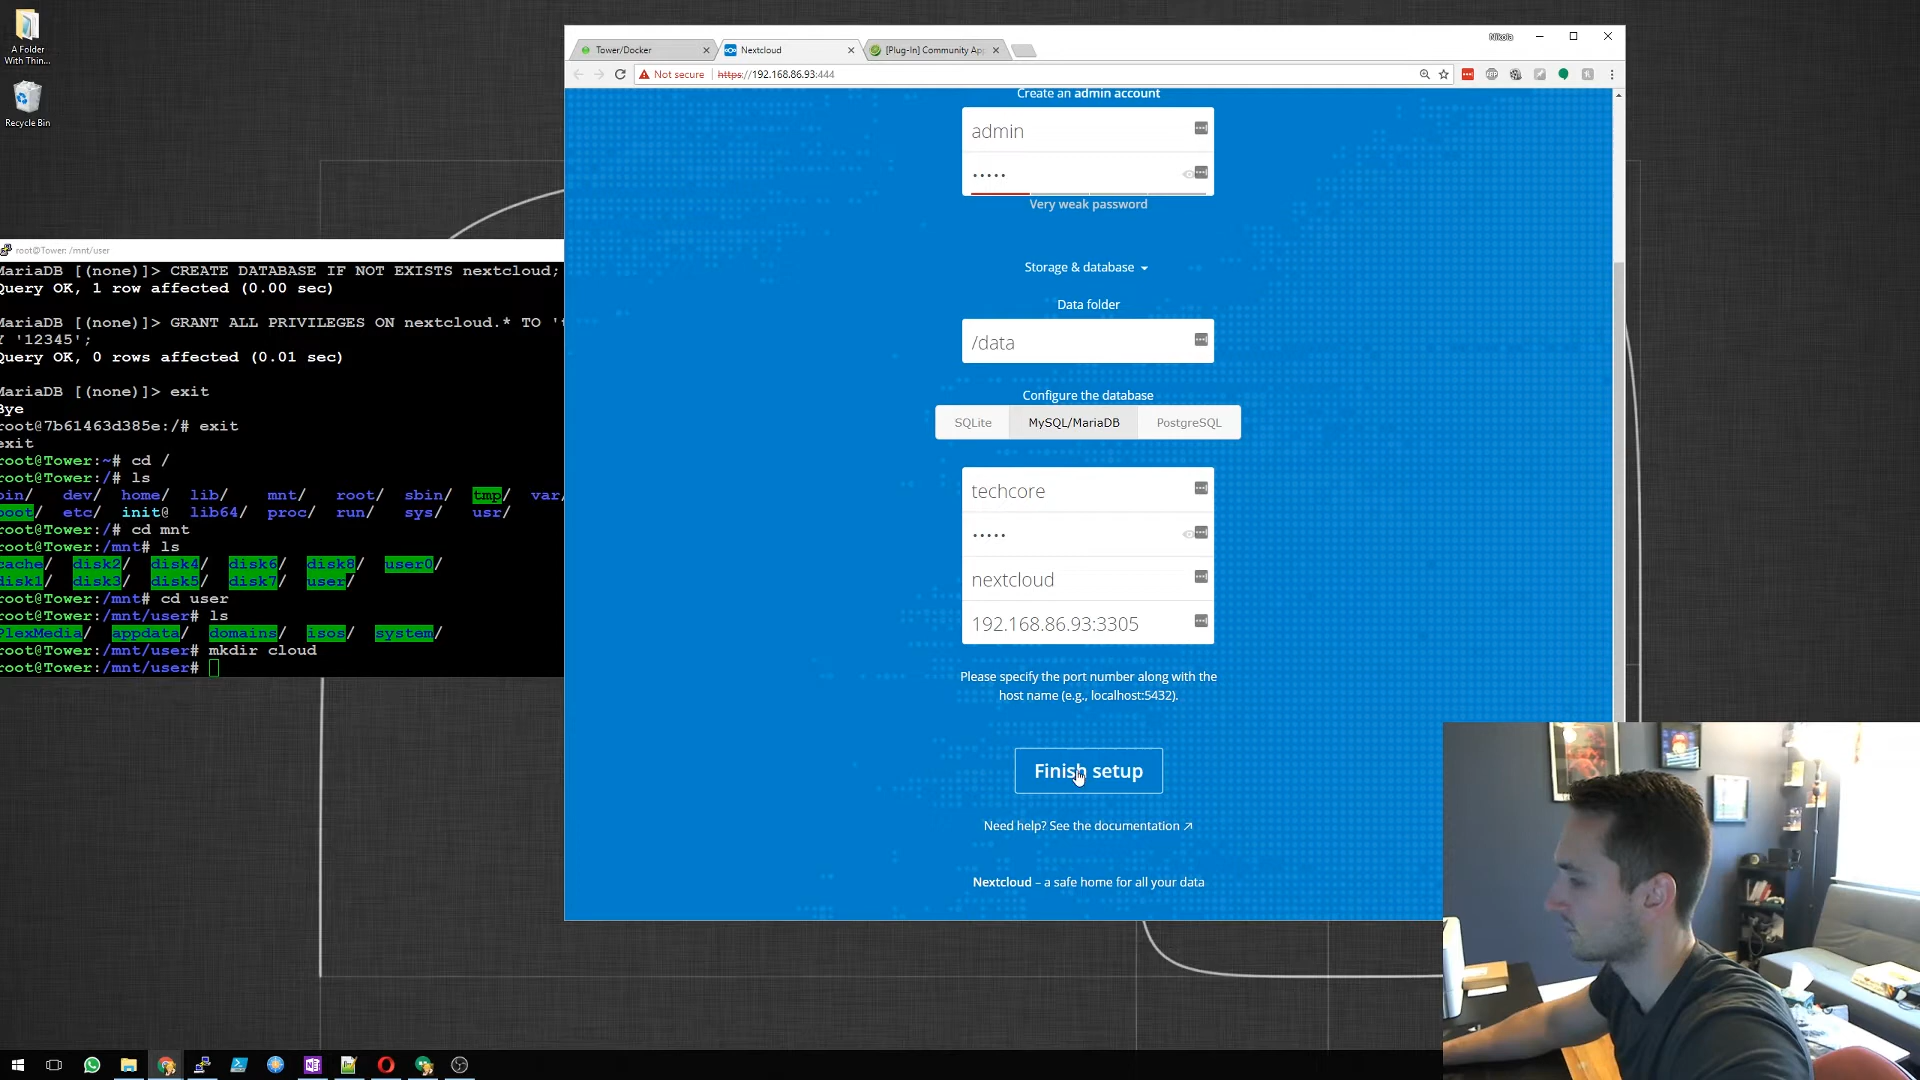 A Folder
With Thin...
Recycle Bin
root@Tower: /mnt/user
MariaDB [(none)]> CREATE DATABASE IF NOT EXISTS nextcloud;
Query OK, 1 row affected (0.00 sec)
MariaDB [(none)]> GRANT ALL PRIVILEGES ON nextcloud.* TO 't
Y '12345';
Query OK, 0 rows affected (0.01 sec)
MariaDB [(none)]> exit
Bye
root@7b61463d385e:/# exit
exit
root@Tower:~# cd /
root@Tower:/# ls
bin/ dev/ home/ lib/ mnt/ root/ sbin/ tmp/ var/
boot/ etc/ init@ lib64/ proc/ run/ sys/ usr/
root@Tower:/# cd mnt
root@Tower:/mnt# ls
cache/ disk2/ disk4/ disk6/ disk8/ user0/
disk1/ disk3/ disk5/ disk7/ user/
root@Tower:/mnt# cd user
root@Tower:/mnt/user# ls
PlexMedia/ appdata/ domains/ isos/ system/
root@Tower:/mnt/user# mkdir cloud
root@Tower:/mnt/user#
Tower/Docker
Nextcloud
[Plug-In] Community Ap
Nikola
Not secure
https://192.168.86.93:444
Create an admin account
admin
•••••
Very weak password
Storage & database
Data folder
/data
Configure the database
SQLite
MySQL/MariaDB
PostgreSQL
techcore
•••••
nextcloud
192.168.86.93:3305
Please specify the port number along with the
host name (e.g., localhost:5432).
Finish setup
Need help? See the documentation ↗
Nextcloud – a safe home for all your data